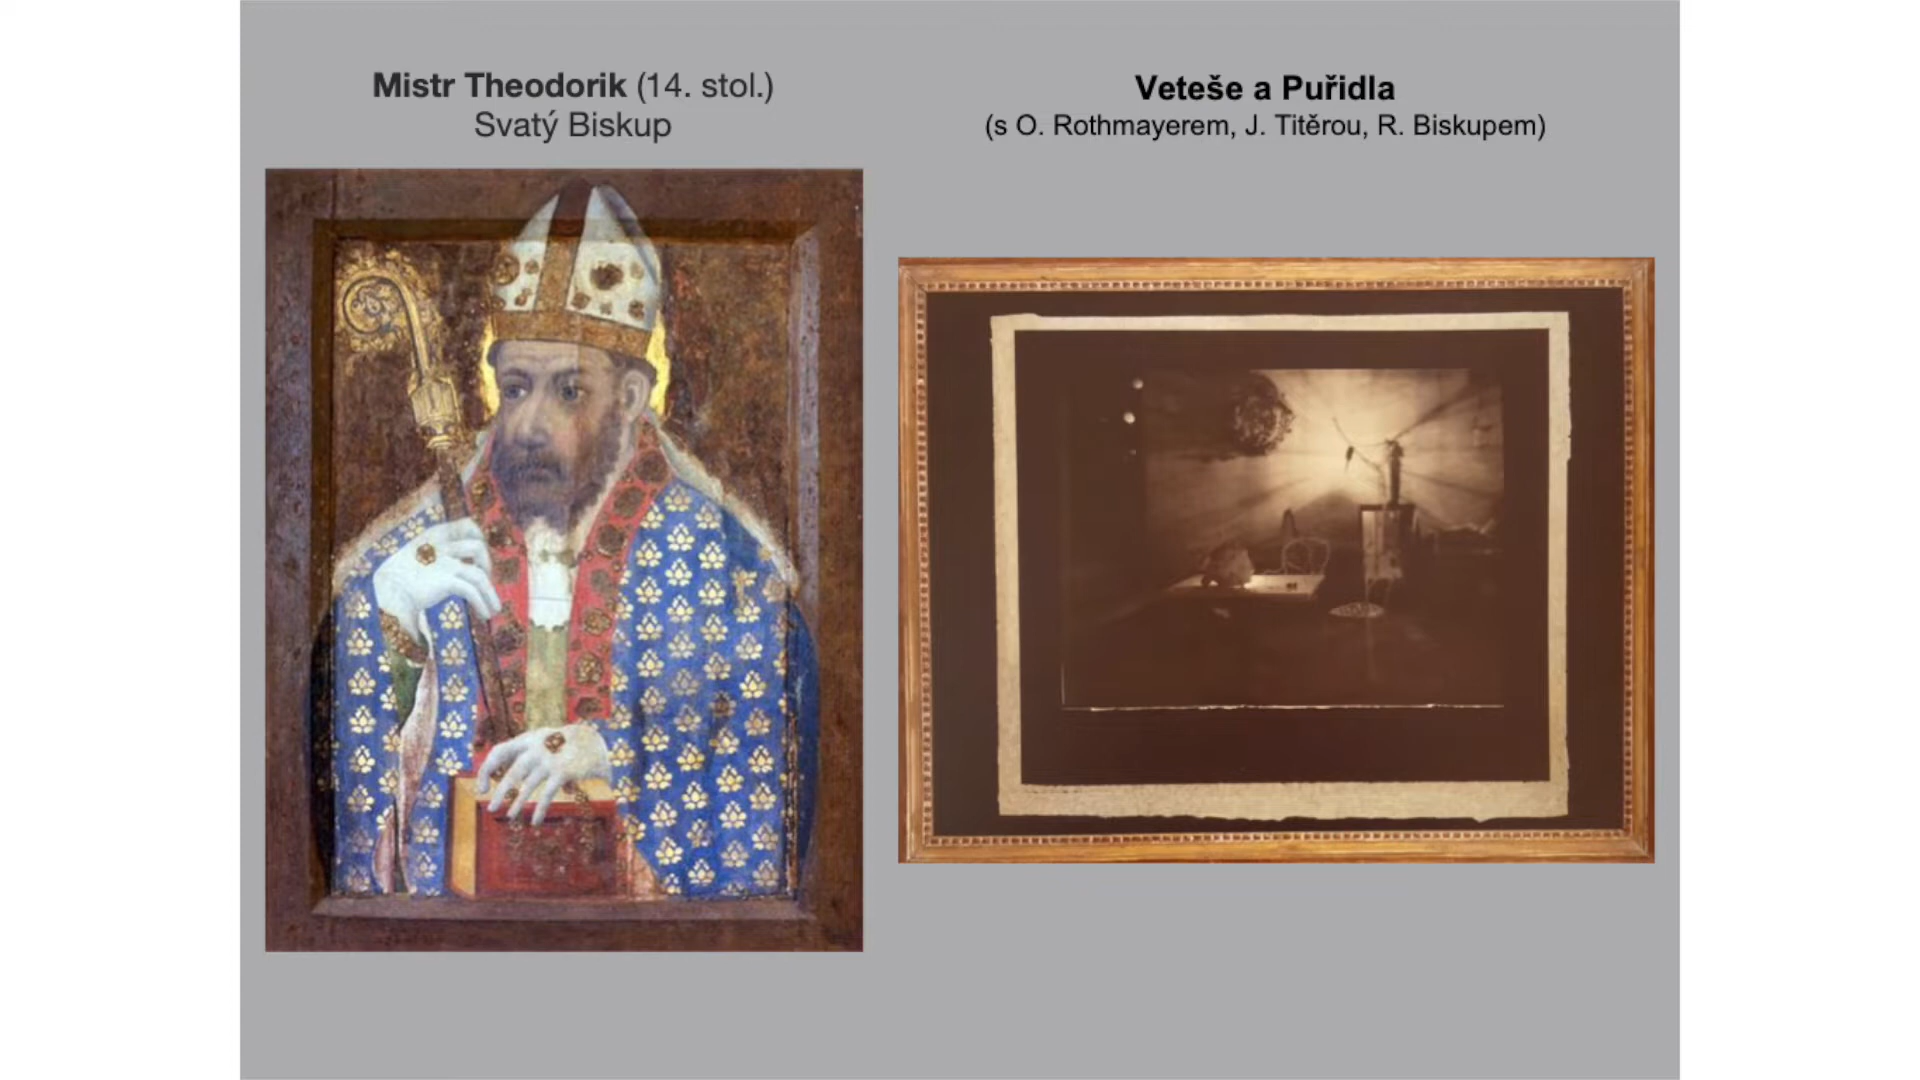 Mistr Theodorik (14. stol.)
Svatý Biskup
Veteše a Puřidla
(s O. Rothmayerem, J. Titěrou, R. Biskupem)